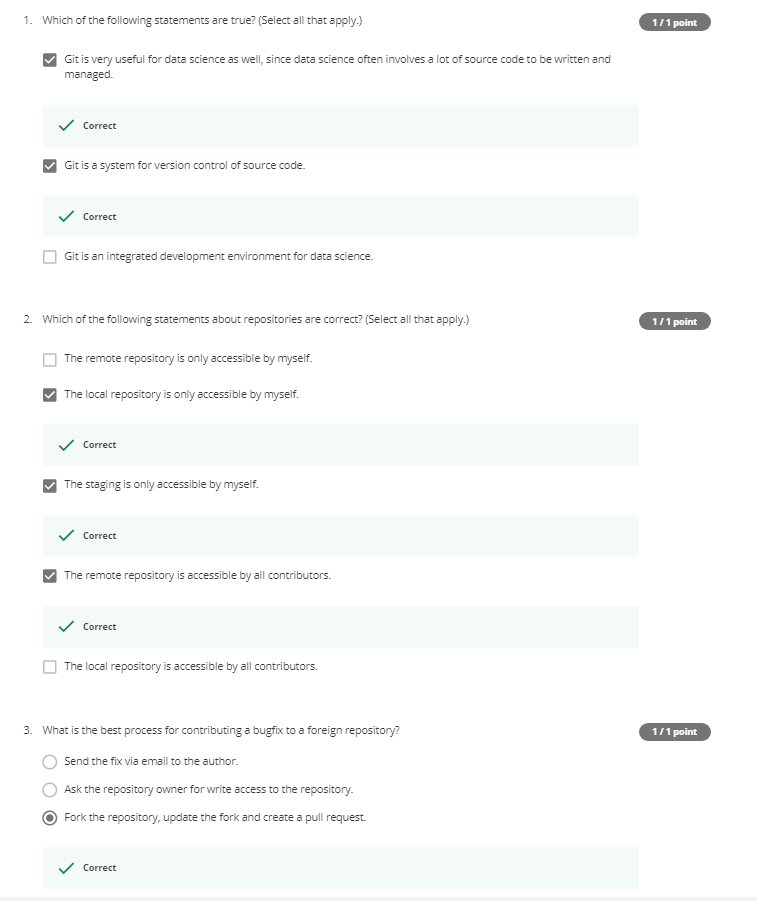 1. Which of the following statements are true? (Select all that apply.)
1 / 1 point
Git is very useful for data science as well, since data science often involves a lot of source code to be written and
managed.
Correct
Git is a system for version control of source code.
Correct
Git is an integrated development environment for data science.
2. Which of the following statements about repositories are correct? (Select all that apply.)
1 / 1 point
The remote repository is only accessible by myself.
The local repository is only accessible by myself.
Correct
The staging is only accessible by myself.
Correct
The remote repository is accessible by all contributors.
Correct
The local repository is accessible by all contributors.
3. What is the best process for contributing a bugfix to a foreign repository?
1 / 1 point
Send the fix via email to the author.
Ask the repository owner for write access to the repository.
Fork the repository, update the fork and create a pull request.
Correct